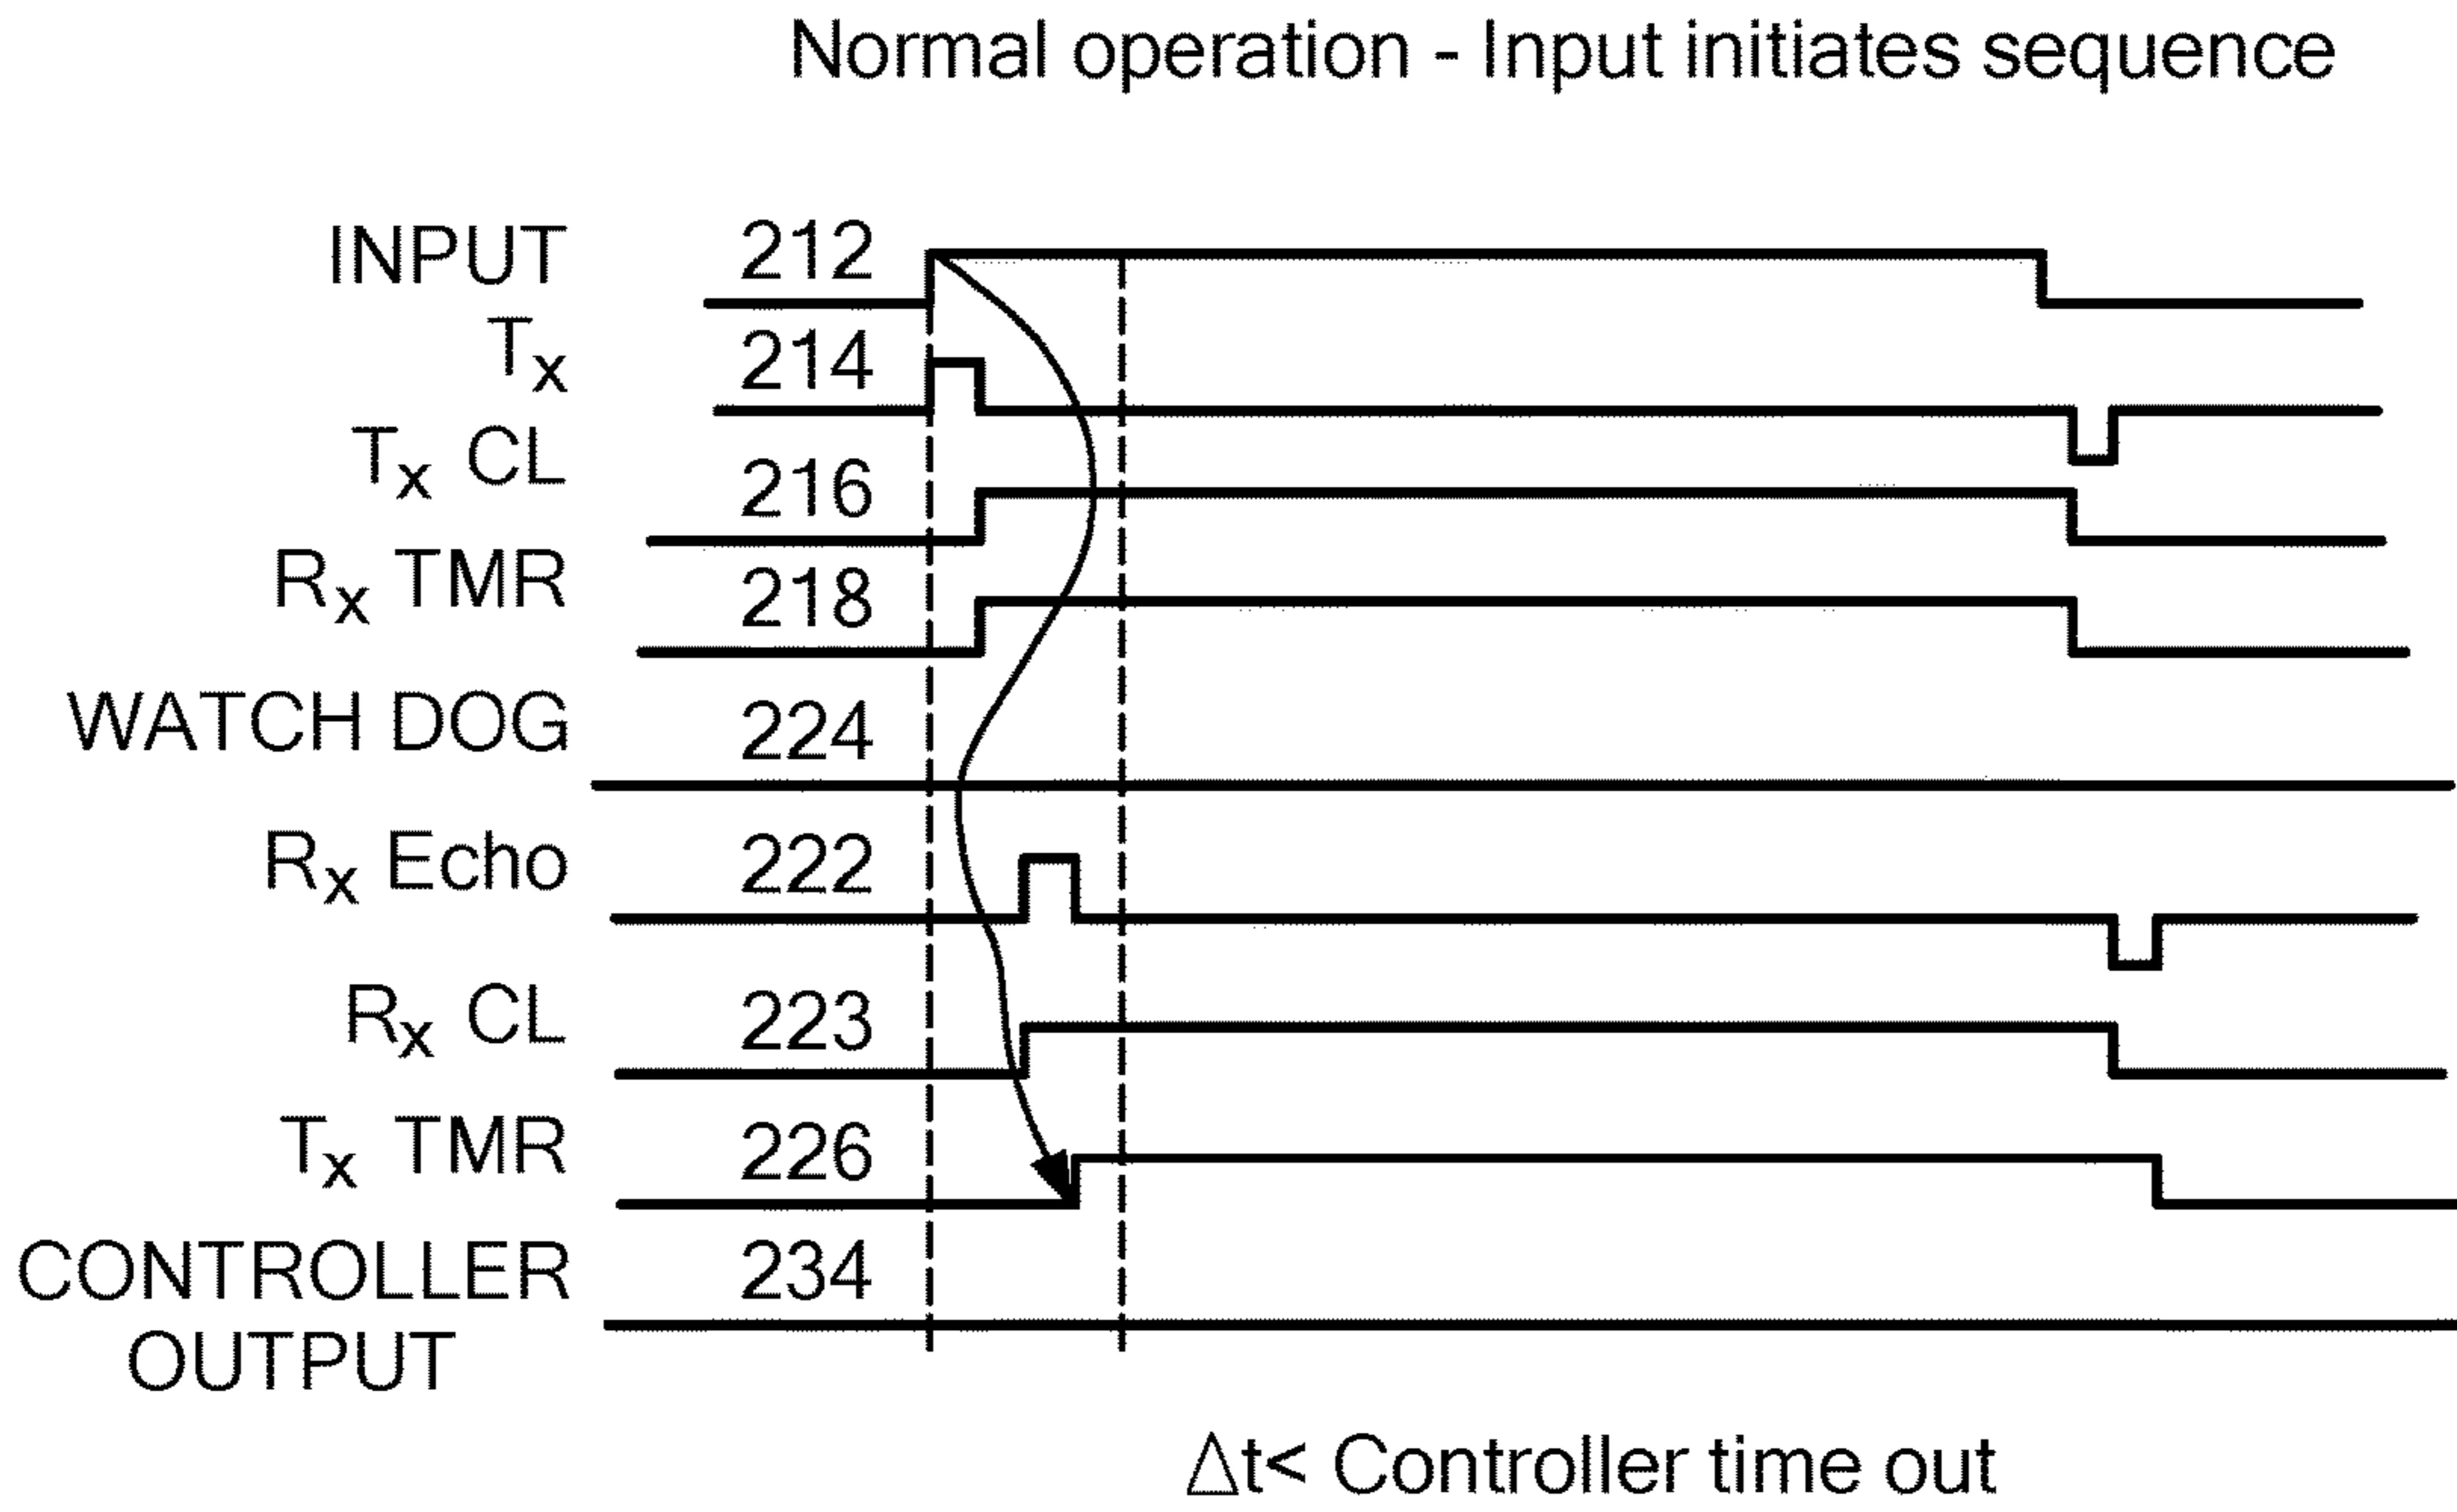 Normal operation - Input initiates sequence
INPUT 212
Tx 214
Tx CL 216
Rx TMR 218
WATCH DOG 224
Rx Echo 222
Rx CL 223
Tx TMR 226
CONTROLLER 234
OUTPUT
Δt< Controller time out